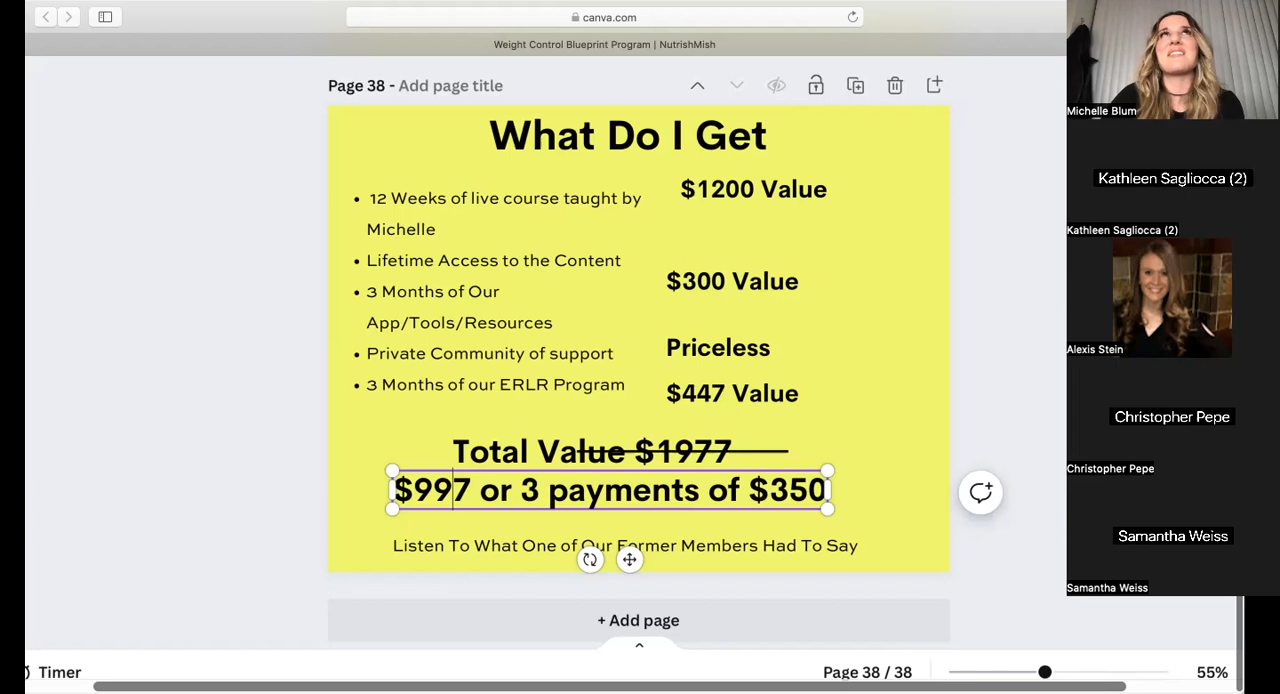 canva.com
Weight Control Blueprint Program | NutrishMish
Page 38 - Add page title
What Do I Get
• 12 Weeks of live course taught by
Michelle
$1200 Value
• Lifetime Access to the Content
$300 Value
• 3 Months of Our
App/Tools/Resources
• Private Community of support
Priceless
• 3 Months of our ERLR Program
$447 Value
Total Value $1977
$997 or 3 payments of $350
Listen To What One of Our Former Members Had To Say
+ Add page
Timer
Page 38 / 38
55%
Michelle Blum
Kathleen Sagliocca (2)
Kathleen Sagliocca (2)
Alexis Stein
Christopher Pepe
Christopher Pepe
Samantha Weiss
Samantha Weiss